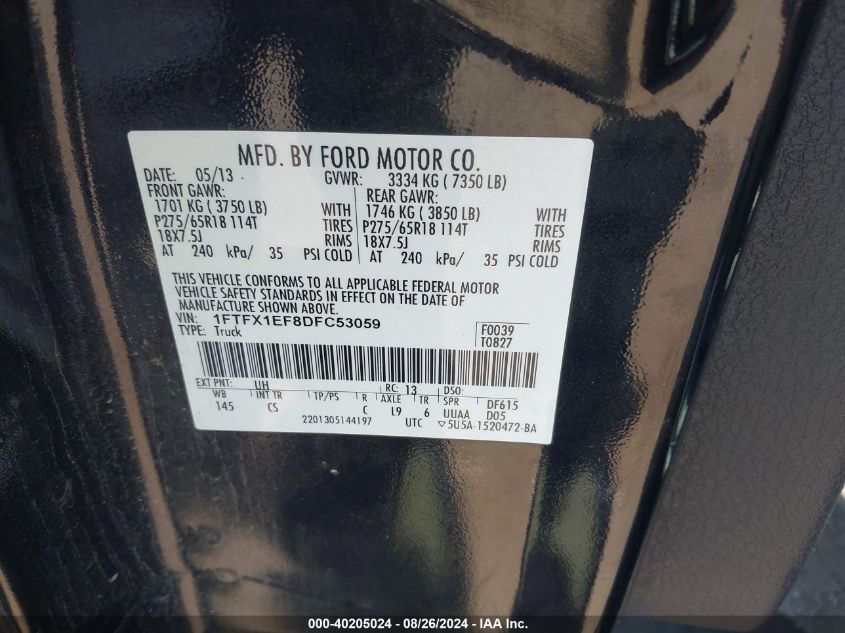 MFD. BY FORD MOTOR CO.
DATE: 05/13 GVWR: 3334 KG ( 7350 LB)
FRONT GAWR: REAR GAWR:
1701 KG ( 3750 LB) WITH 1746 KG ( 3850 LB) WITH
P275/65R18 114T TIRES P275/65R18 114T TIRES
18X7.5J RIMS 18X7.5J RIMS
AT 240 kPa/ 35 PSI COLD AT 240 kPa/ 35 PSI COLD
THIS VEHICLE CONFORMS TO ALL APPLICABLE FEDERAL MOTOR
VEHICLE SAFETY STANDARDS IN EFFECT ON THE DATE OF
MANUFACTURE SHOWN ABOVE.
VIN: 1FTFX1EF8DFC53059 F0039
TYPE: Truck T0827
EXT PNT: UH RC: 13 DSO:
WB INT TR TP/PS R AXLE TR SPR DF615
145 CS C L9 6 UUAA D05
2201305144197 UTC ▽5U5A-1520472-BA
000-40205024 - 08/26/2024 - IAA Inc.